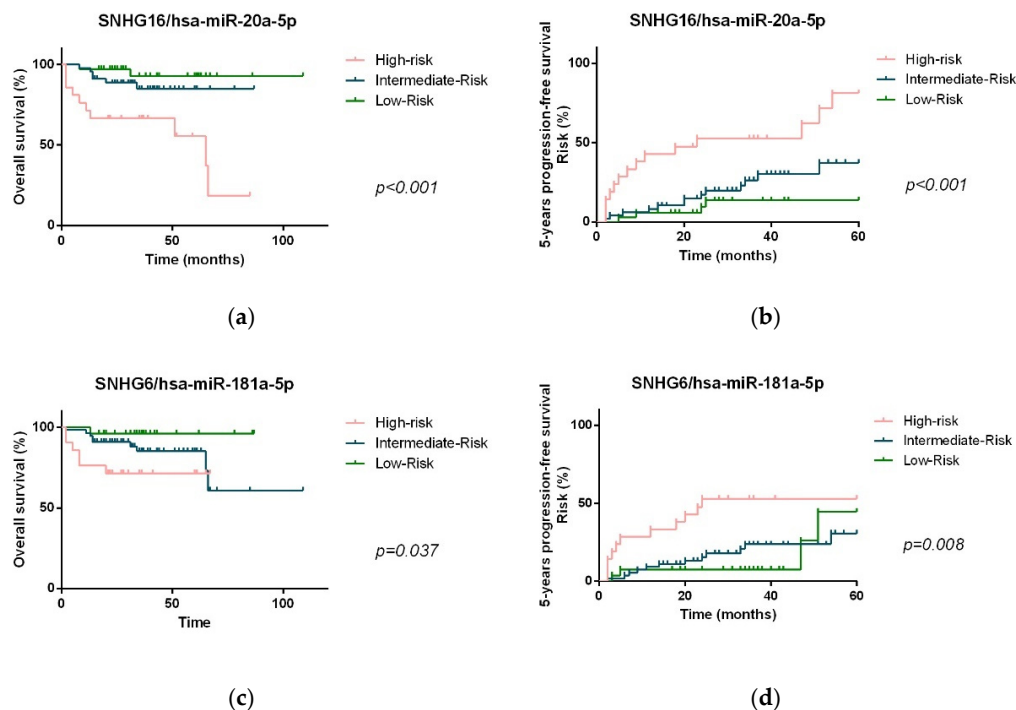 SNHG16/hsa-miR-20a-5p
Overall survival (%)
100
50
0
0
50
100
Time (months)
High-risk
Intermediate-Risk
Low-Risk
p<0.001
(a)
SNHG16/hsa-miR-20a-5p
5-years progression-free survival
Risk (%)
100
50
0
0
20
40
60
Time (months)
High-risk
Intermediate-Risk
Low-Risk
p<0.001
(b)
SNHG6/hsa-miR-181a-5p
Overall survival (%)
100
50
0
0
50
100
Time
High-risk
Intermediate-Risk
Low-Risk
p=0.037
(c)
SNHG6/hsa-miR-181a-5p
5-years progression-free survival
Risk (%)
100
50
0
0
20
40
60
Time (months)
High-risk
Intermediate-Risk
Low-Risk
p=0.008
(d)